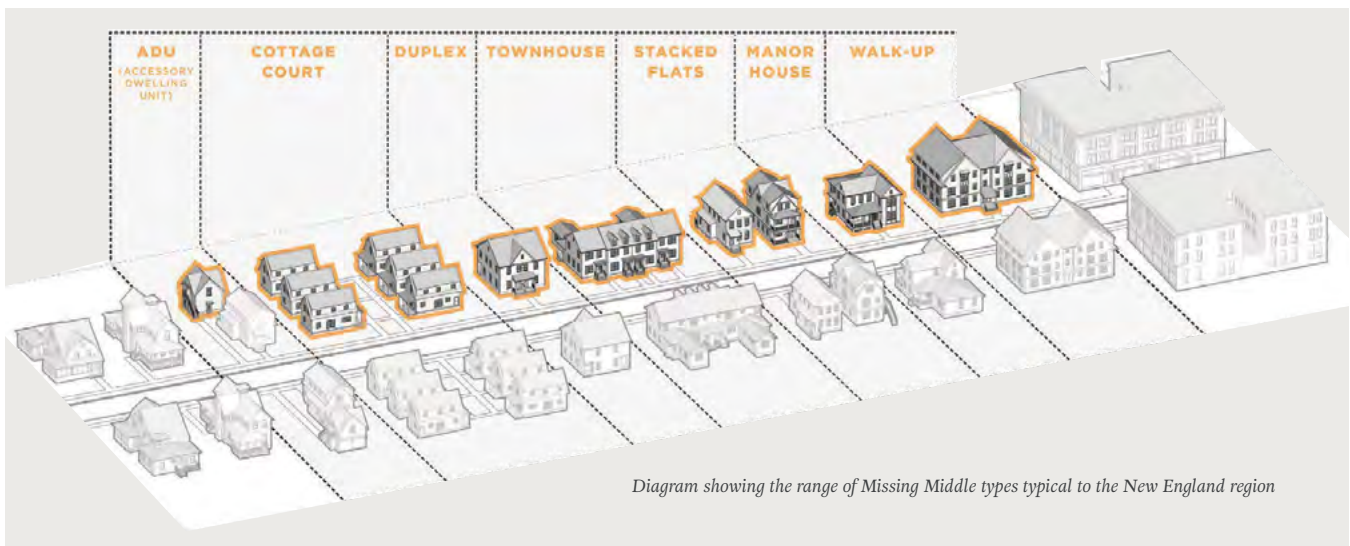 ADU
(ACCESSORY
DWELLING
UNIT)
COTTAGE
COURT
DUPLEX
TOWNHOUSE
STACKED
FLATS
MANOR
HOUSE
WALK-UP
Diagram showing the range of Missing Middle types typical to the New England region